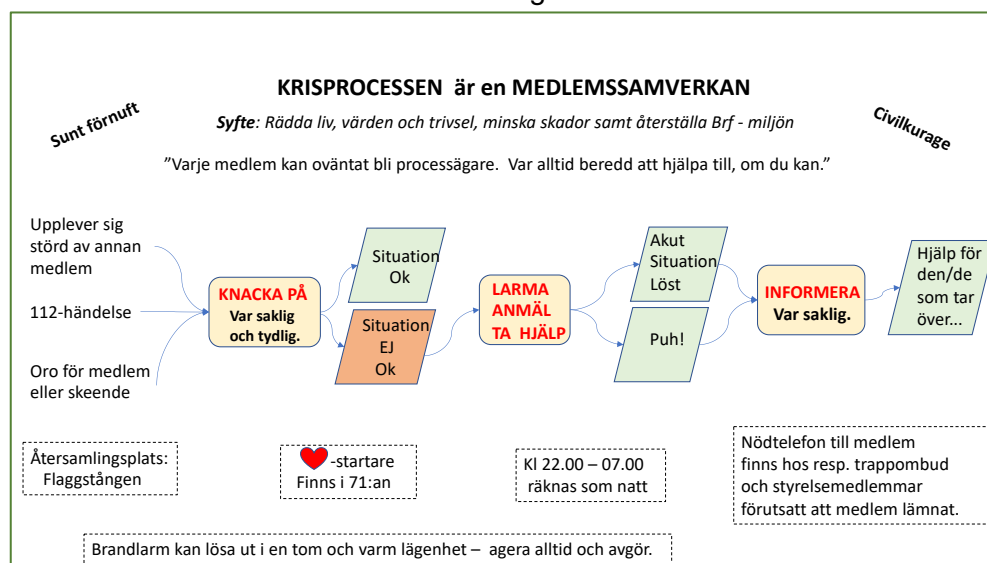 KRISPROCESSEN är en MEDLEMSSAMVERKAN
Sunt förnuft
Civilkurage
Syfte: Rädda liv, värden och trivsel, minska skador samt återställa Brf - miljön
”Varje medlem kan oväntat bli processägare. Var alltid beredd att hjälpa till, om du kan.”
Upplever sig
störd av annan
medlem
112-händelse
Oro för medlem
eller skeende
KNACKA PÅ
Var saklig
och tydlig.
Situation
Ok
Situation
EJ
Ok
LARMA
ANMÄL
TA HJÄLP
Akut
Situation
Löst
Puh!
INFORMERA
Var saklig.
Hjälp för
den/de
som tar
över...
Återsamlingsplats:
Flaggstången
-startare
Finns i 71:an
Kl 22.00 – 07.00
räknas som natt
Nödtelefon till medlem
finns hos resp. trappombud
och styrelsemedlemmar
förutsatt att medlem lämnat.
Brandlarm kan lösa ut i en tom och varm lägenhet – agera alltid och avgör.